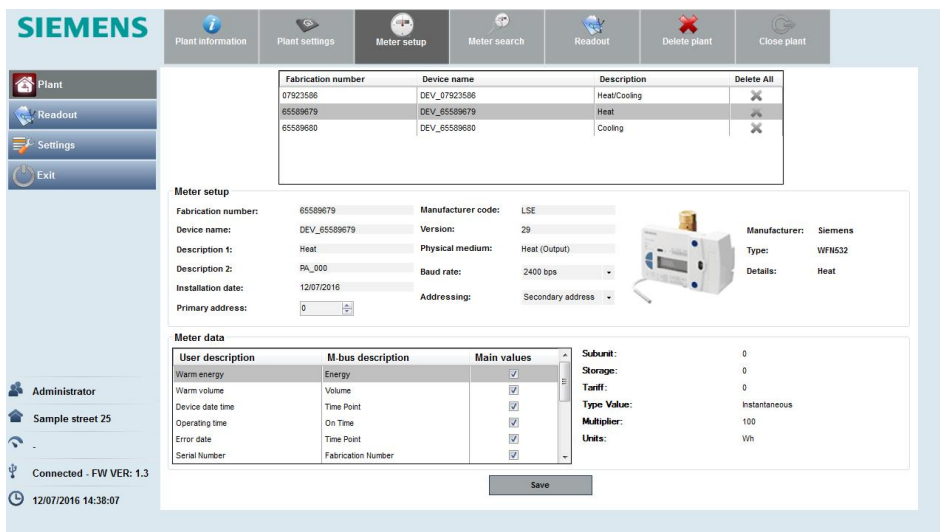 SIEMENS
Plant information
Plant settings
Meter setup
Meter search
Readout
Delete plant
Close plant
Plant
Readout
Settings
Exit
Fabrication number Device name Description Delete All
07923586 DEV_07923586 Heat/Cooling
65589679 DEV_65589679 Heat
65589680 DEV_65589680 Cooling
Meter setup
Fabrication number: 65589679 Manufacturer code: LSE
Device name: DEV_65589679 Version: 29 Manufacturer: Siemens
Description 1: Heat Physical medium: Heat (Output) Type: WFN532
Description 2: PA_000 Baud rate: 2400 bps Details: Heat
Installation date: 12/07/2016 Addressing: Secondary address
Primary address: 0
Meter data
User description M-bus description Main values
Warm energy Energy
Warm volume Volume
Device date time Time Point
Operating time On Time
Error date Time Point
Serial Number Fabrication Number
Subunit: 0
Storage: 0
Tariff: 0
Type Value: Instantaneous
Multiplier: 100
Units: Wh
Save
Administrator
Sample street 25
-
Connected - FW VER: 1.3
12/07/2016 14:38:07